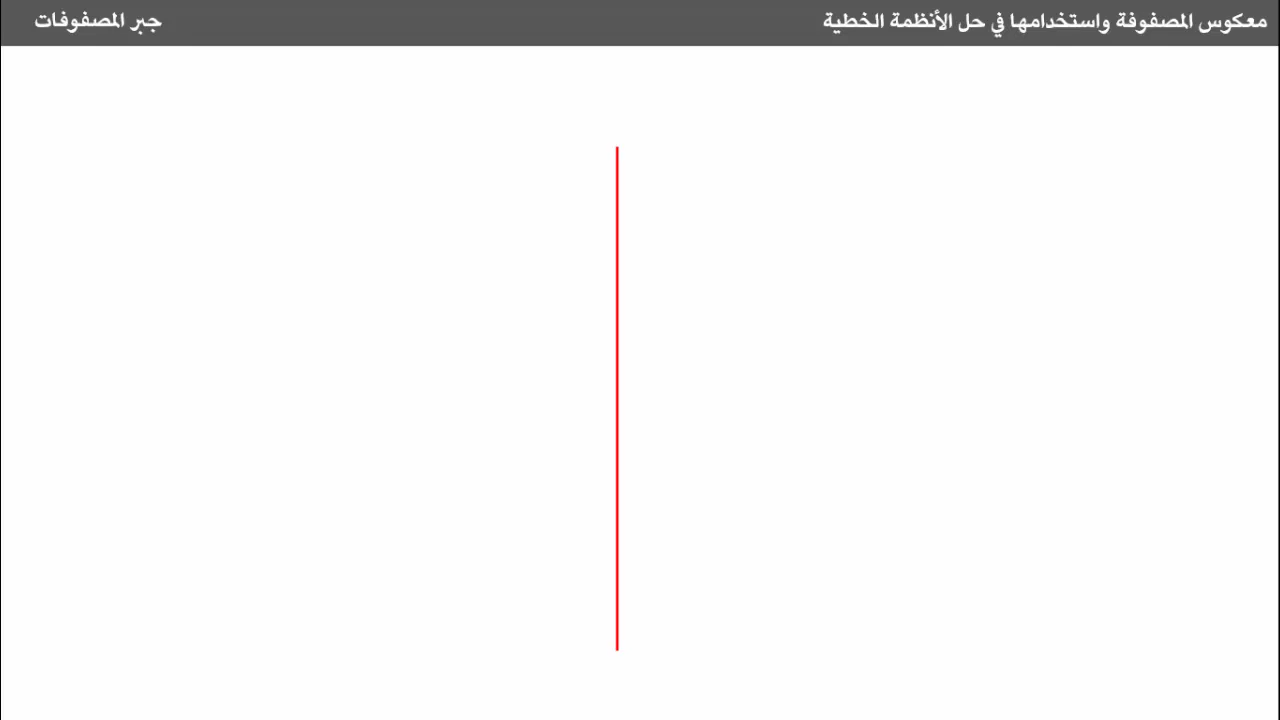 معكوس المصفوفة واستخدامها في حل الأنظمة الخطية
جبر المصفوفات